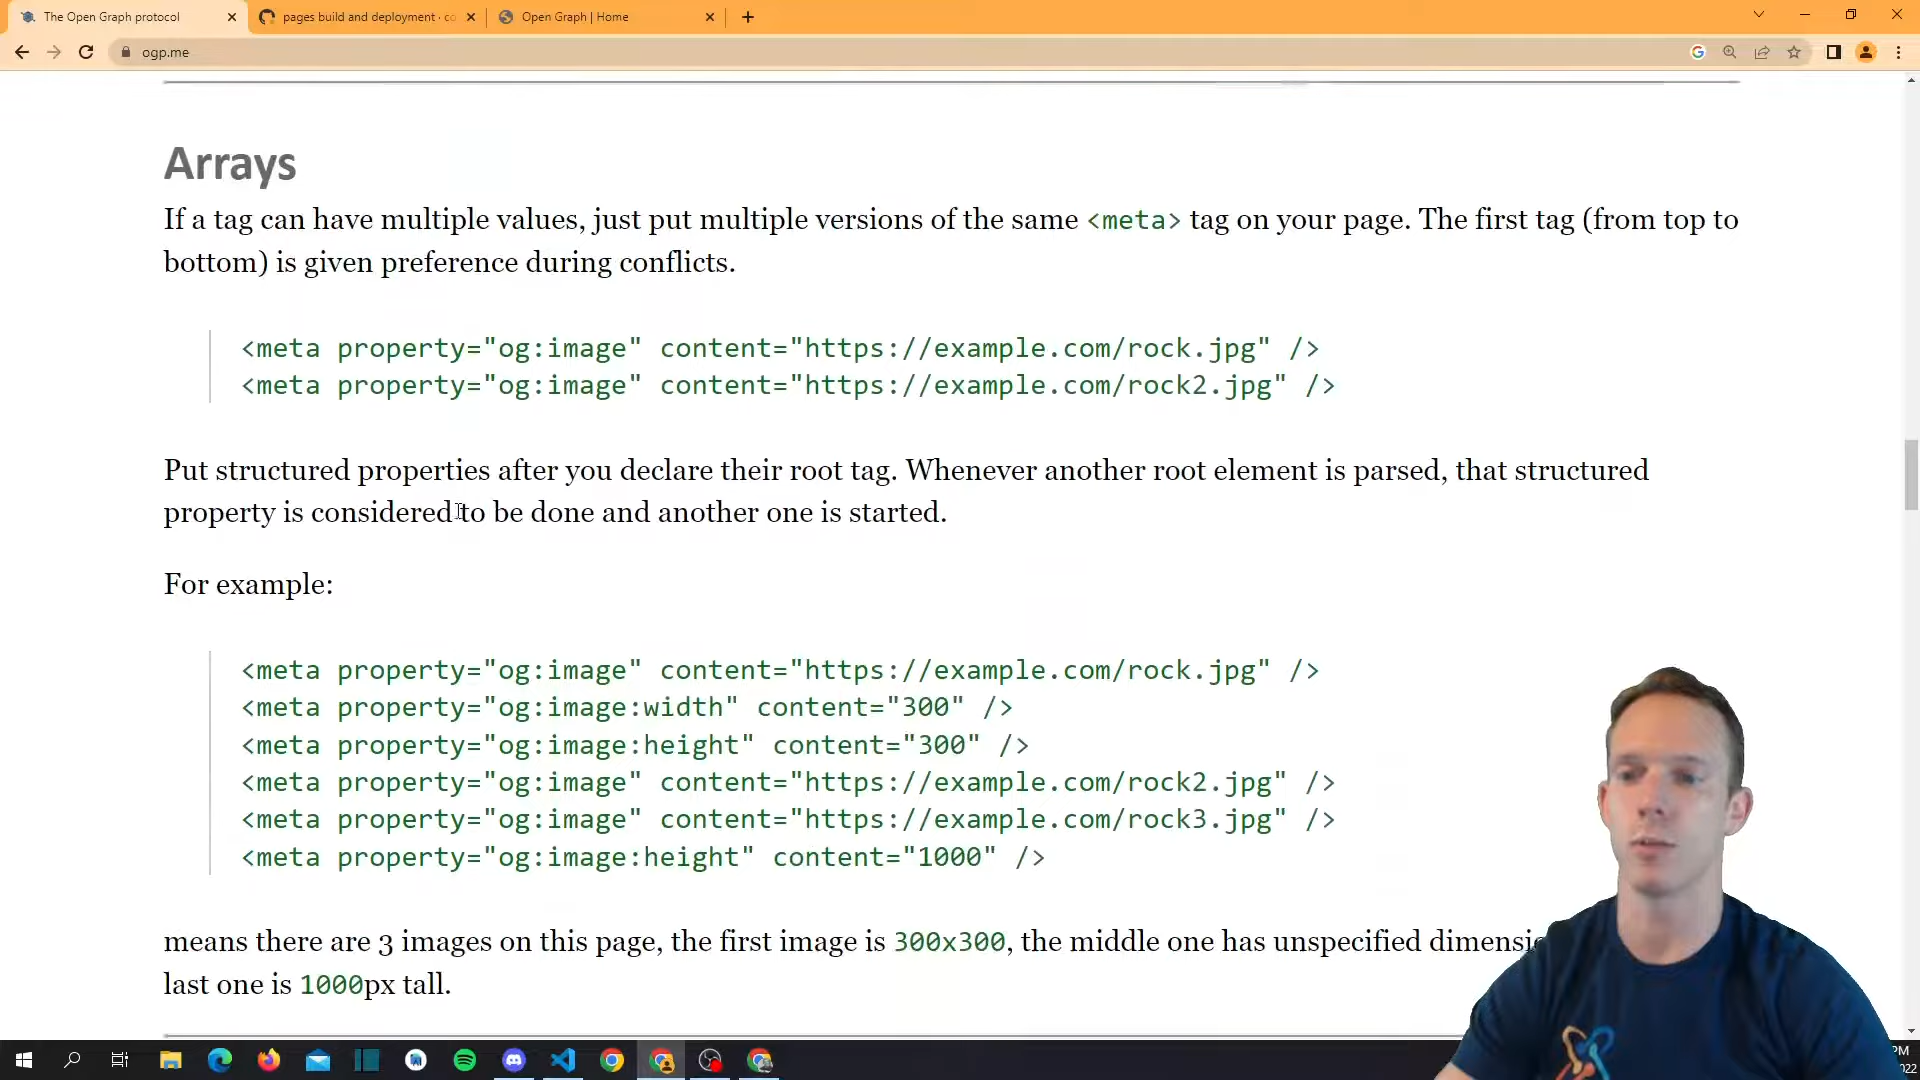 The Open Graph protocol
pages build and deployment · co
Open Graph | Home
ogp.me
Arrays
If a tag can have multiple values, just put multiple versions of the same <meta> tag on your page. The first tag (from top to
bottom) is given preference during conflicts.
<meta property="og:image" content="https://example.com/rock.jpg" />
<meta property="og:image" content="https://example.com/rock2.jpg" />
Put structured properties after you declare their root tag. Whenever another root element is parsed, that structured
property is considered to be done and another one is started.
For example:
<meta property="og:image" content="https://example.com/rock.jpg" />
<meta property="og:image:width" content="300" />
<meta property="og:image:height" content="300" />
<meta property="og:image" content="https://example.com/rock2.jpg" />
<meta property="og:image" content="https://example.com/rock3.jpg" />
<meta property="og:image:height" content="1000" />
means there are 3 images on this page, the first image is 300x300, the middle one has unspecified dimensi
last one is 1000px tall.
PM
022